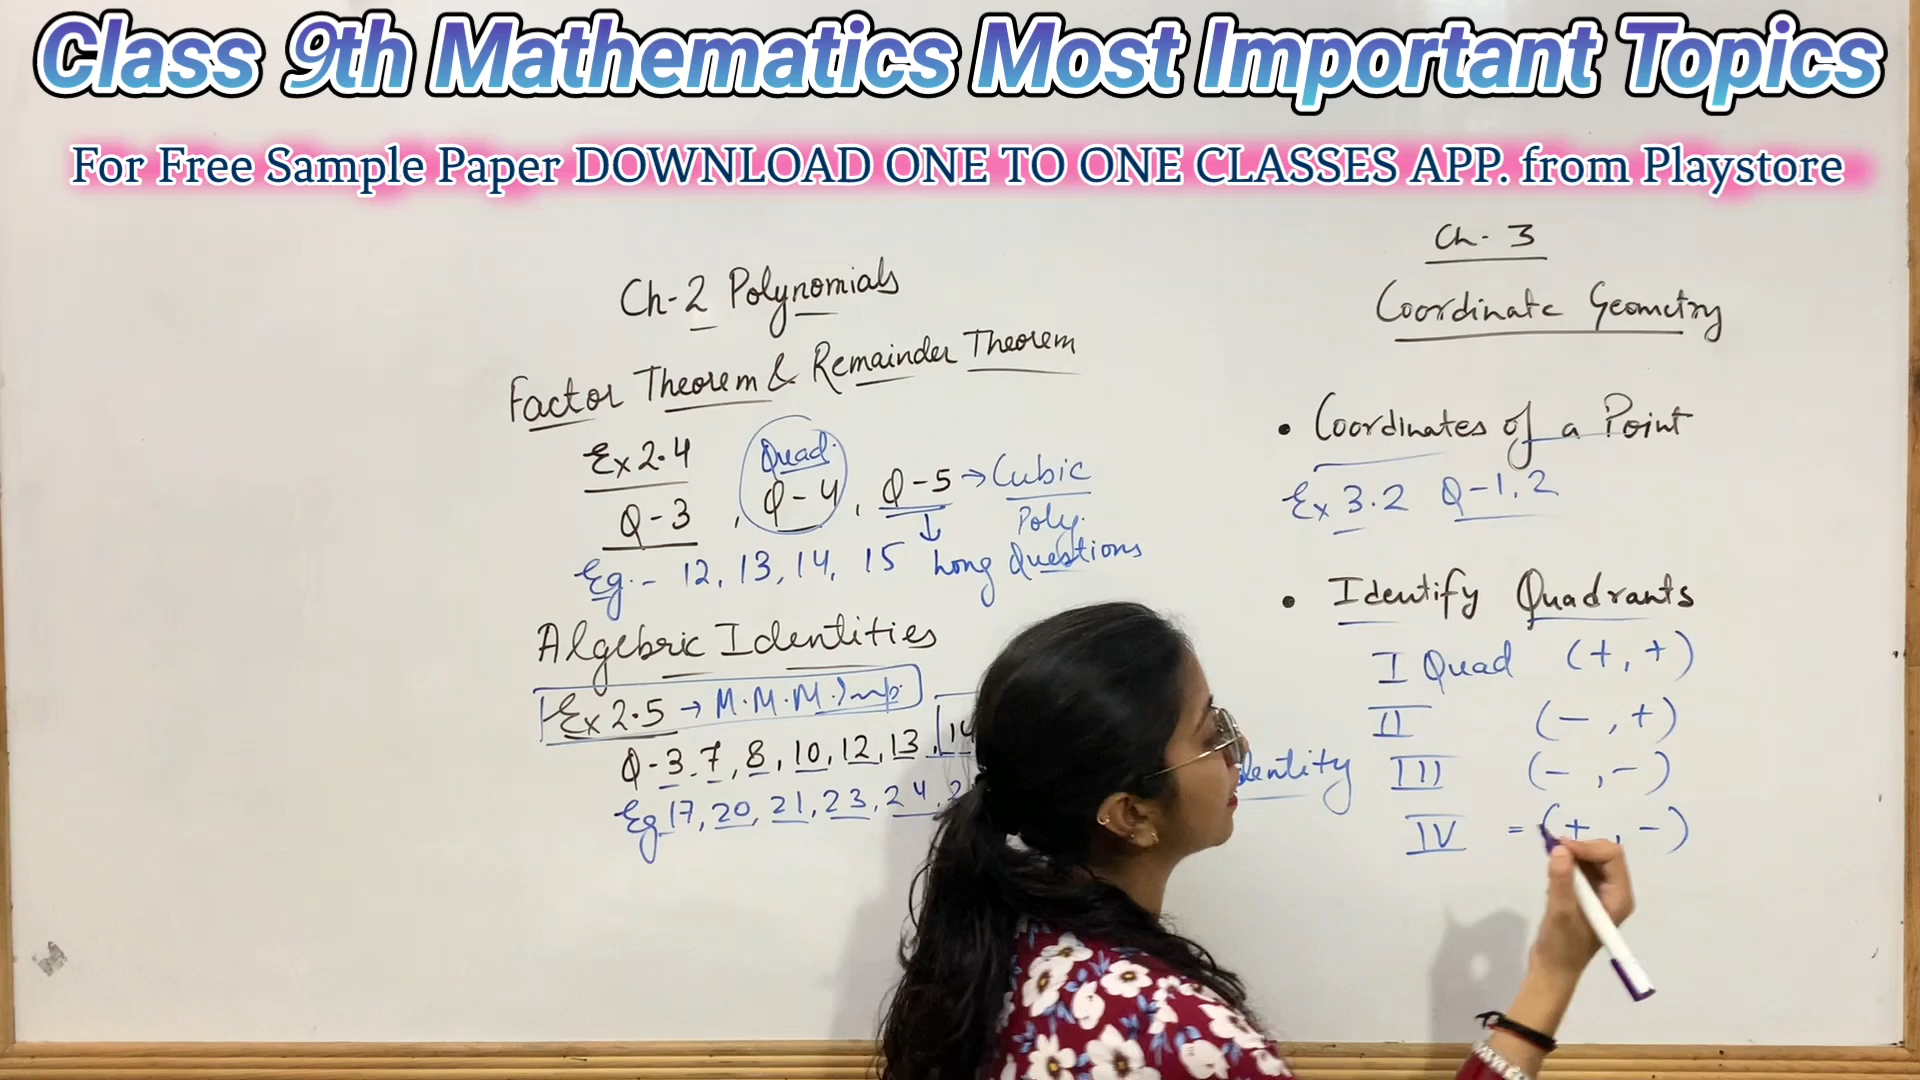 Class 9th Mathematics Most Important Topics
For Free Sample Paper DOWNLOAD ONE TO ONE CLASSES APP. from Playstore
Ch-2 Polynomials
Factor Theorem & Remainder Theorem
Ex 2.4
Quad.
Q-3, Q-4, Q-5 → Cubic
Poly.
Eg.- 12, 13, 14, 15 Long Questions
Algebric Identities
Ex 2.5 → M.M.M.Imp.
Q-3, 7, 8, 10, 12, 13, 14
Eg 17, 20, 21, 23, 24,
Ch-3
Coordinate Geometry
• Coordinates of a Point
Ex 3.2 Q-1, 2
• Identify Quadrants
I Quad (+, +)
II (-, +)
III (-, -)
IV = (+, -)